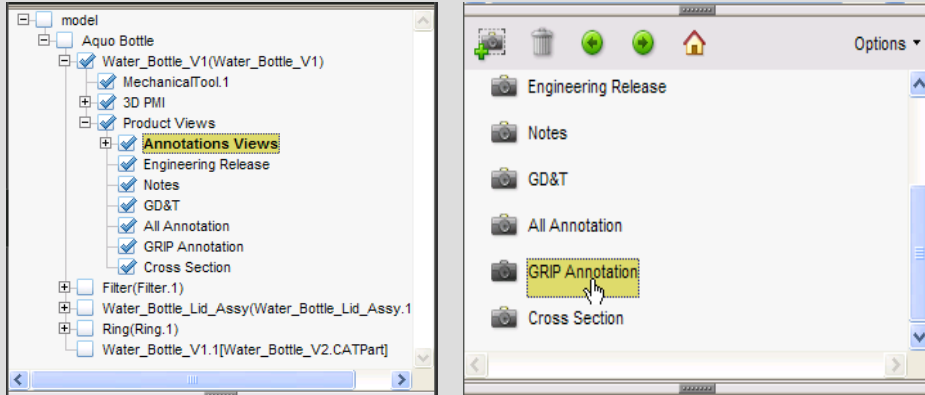 model
Aquo Bottle
Water_Bottle_V1(Water_Bottle_V1)
MechanicalTool.1
3D PMI
Product Views
Annotations Views
Engineering Release
Notes
GD&T
All Annotation
GRIP Annotation
Cross Section
Filter(Filter.1)
Water_Bottle_Lid_Assy(Water_Bottle_Lid_Assy.1
Ring(Ring.1)
Water_Bottle_V1.1[Water_Bottle_V2.CATPart]
Options
Engineering Release
Notes
GD&T
All Annotation
GRIP Annotation
Cross Section